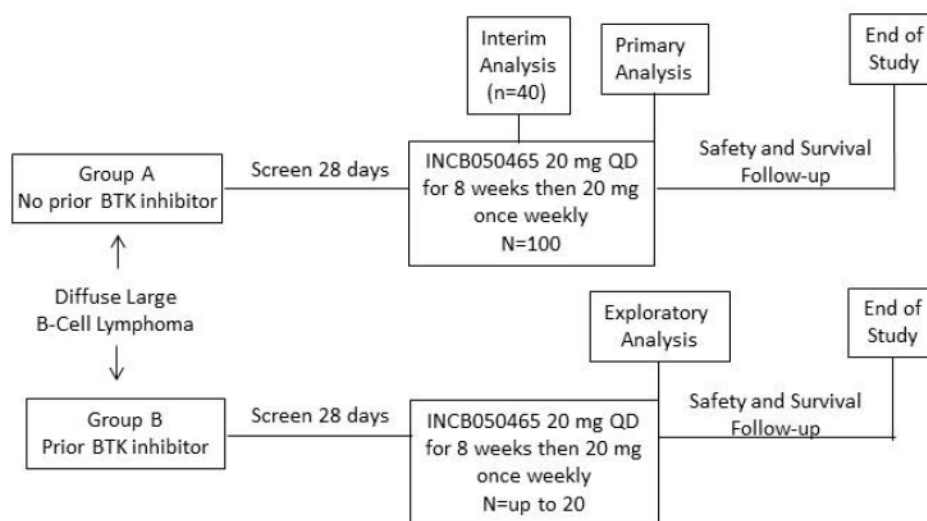 Interim
Analysis
(n=40)
Primary
Analysis
End of
Study
Group A
No prior BTK inhibitor
Screen 28 days
INCB050465 20 mg QD
for 8 weeks then 20 mg
once weekly
N=100
Safety and Survival
Follow-up
Diffuse Large
B-Cell Lymphoma
Exploratory
Analysis
End of
Study
Group B
Prior BTK inhibitor
Screen 28 days
INCB050465 20 mg QD
for 8 weeks then 20 mg
once weekly
N=up to 20
Safety and Survival
Follow-up